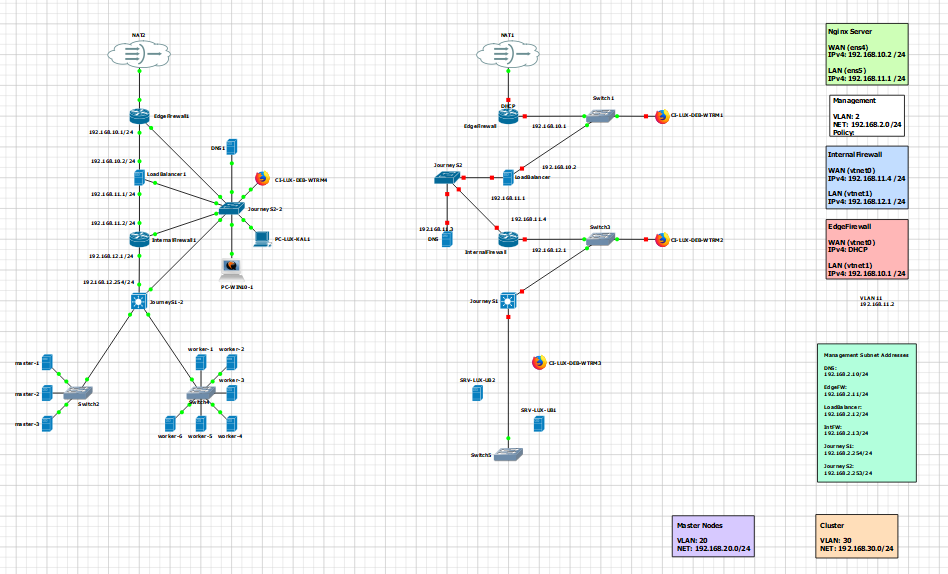 NAT2
EdgeFirewall1
192.168.10.1/24
DNS1
192.168.10.2/24
LoadBalancer1
CI-LUX-DEB-WTRM4
192.168.11.1/24
JourneyS2-2
192.168.11.2/24
InternalFirewall1
PC-LUX-KAL1
192.168.12.1/24
PC-WIN10-1
192.168.12.254/24
JourneyS1-2
master-1
master-2
master-3
Switch2
worker-1
worker-2
worker-3
Switch4
worker-6
worker-5
worker-4
NAT1
DHCP
EdgeFirewall
192.168.10.1
Switch1
CI-LUX-DEB-WTRM1
JourneyS2
192.168.10.2
LoadBalancer
192.168.11.1
192.168.11.3
DNS
192.168.11.4
InternalFirewall
192.168.12.1
Switch3
CI-LUX-DEB-WTRM2
JourneyS1
CI-LUX-DEB-WTRM3
SRV-LUX-UB2
SRV-LUX-UB1
Switch5
Nginx Server
WAN (ens4)
IPv4: 192.168.10.2 /24
LAN (ens5)
IPv4: 192.168.11.1 /24
Management
VLAN: 2
NET: 192.168.2.0 /24
Policy:
InternalFirewall
WAN (vtnet0)
IPv4: 192.168.11.4 /24
LAN (vtnet1)
IPv4: 192.168.12.1 /24
EdgeFirewall
WAN (vtnet0)
IPv4: DHCP
LAN (vtnet1)
IPv4: 192.168.10.1 /24
VLAN 11
192.168.11.2
Management Subnet Addresses
DNS:
192.168.2.10/24
EdgeFW:
192.168.2.11/24
LoadBalancer:
192.168.2.12/24
IntFW:
192.168.2.13/24
Journey S1:
192.168.2.254/24
Journey S2:
192.168.2.253/24
Master Nodes
VLAN: 20
NET: 192.168.20.0/24
Cluster
VLAN: 30
NET: 192.168.30.0/24